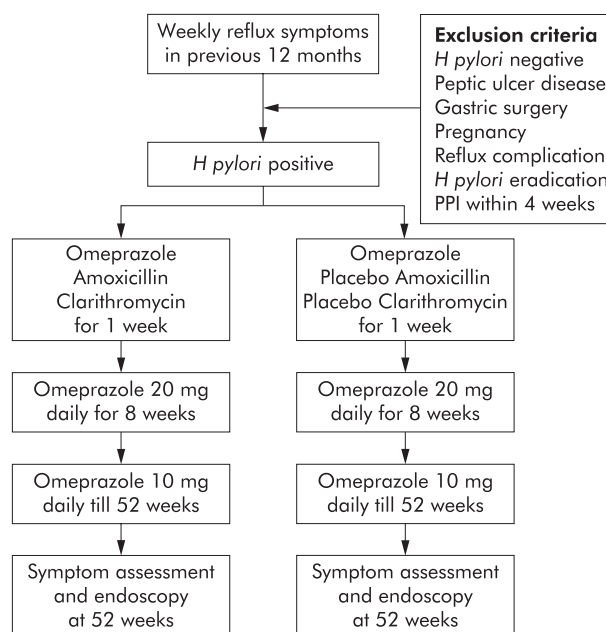 Weekly reflux symptoms
in previous 12 months
Exclusion criteria
H pylori negative
Peptic ulcer disease
Gastric surgery
Pregnancy
Reflux complication
H pylori eradication
PPI within 4 weeks
H pylori positive
Omeprazole
Amoxicillin
Clarithromycin
for 1 week
Omeprazole
Placebo Amoxicillin
Placebo Clarithromycin
for 1 week
Omeprazole 20 mg
daily for 8 weeks
Omeprazole 20 mg
daily for 8 weeks
Omeprazole 10 mg
daily till 52 weeks
Omeprazole 10 mg
daily till 52 weeks
Symptom assessment
and endoscopy
at 52 weeks
Symptom assessment
and endoscopy
at 52 weeks